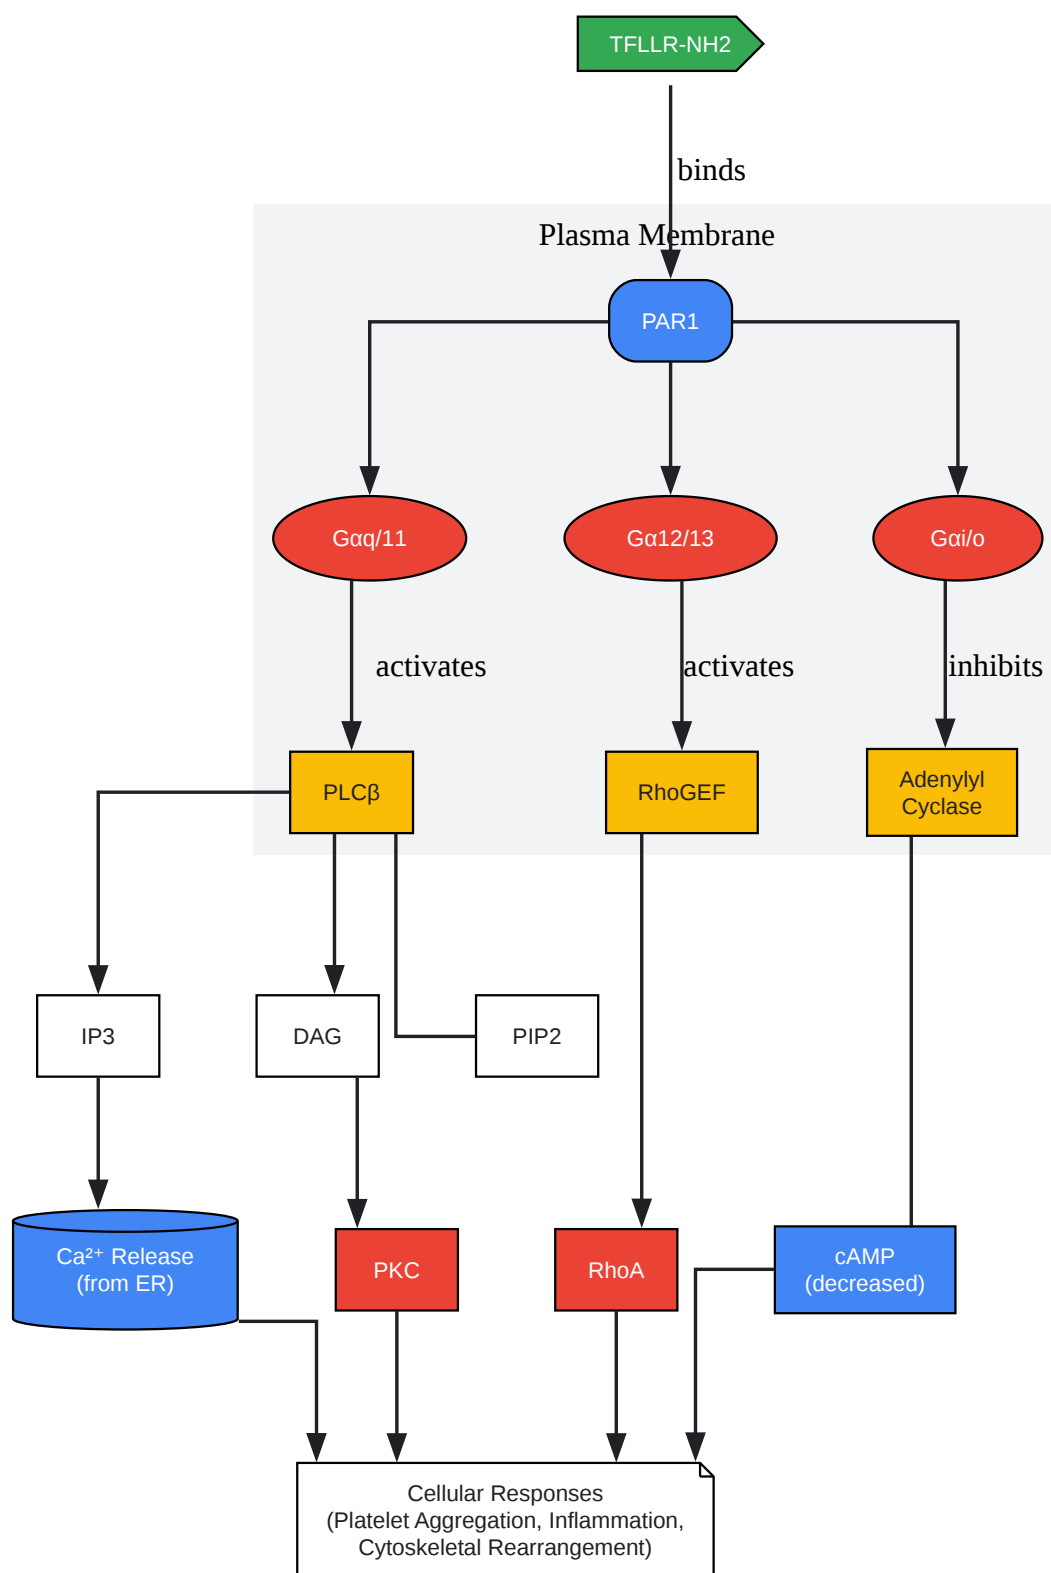 TFLLR-NH2
binds
Plasma Membrane
PAR1
Gαq/11
Gα12/13
Gαi/o
activates
activates
inhibits
PLCβ
RhoGEF
Adenylyl
Cyclase
IP3
DAG
PIP2
Ca²⁺ Release
(from ER)
PKC
RhoA
cAMP
(decreased)
Cellular Responses
(Platelet Aggregation, Inflammation,
Cytoskeletal Rearrangement)